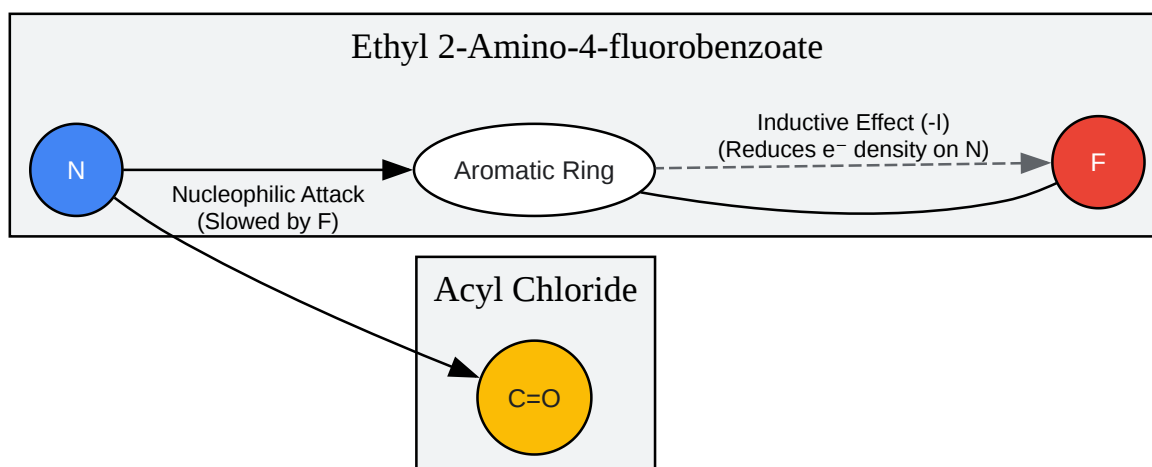 Ethyl 2-Amino-4-fluorobenzoate
Inductive Effect (-I)
(Reduces e⁻ density on N)
N
Aromatic Ring
F
Nucleophilic Attack
(Slowed by F)
Acyl Chloride
C=O